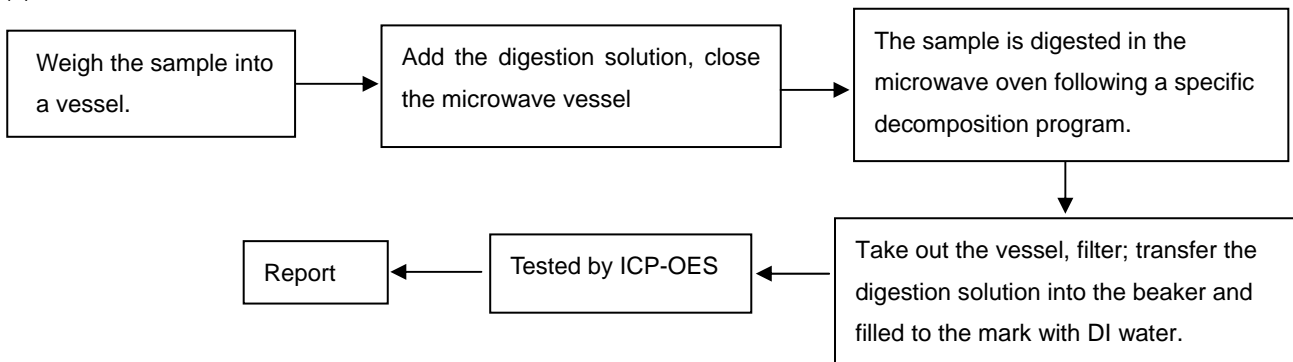 Weigh the sample into
a vessel.
Add the digestion solution, close
the microwave vessel
The sample is digested in the
microwave oven following a specific
decomposition program.
Take out the vessel, filter; transfer the
digestion solution into the beaker and
filled to the mark with DI water.
Tested by ICP-OES
Report